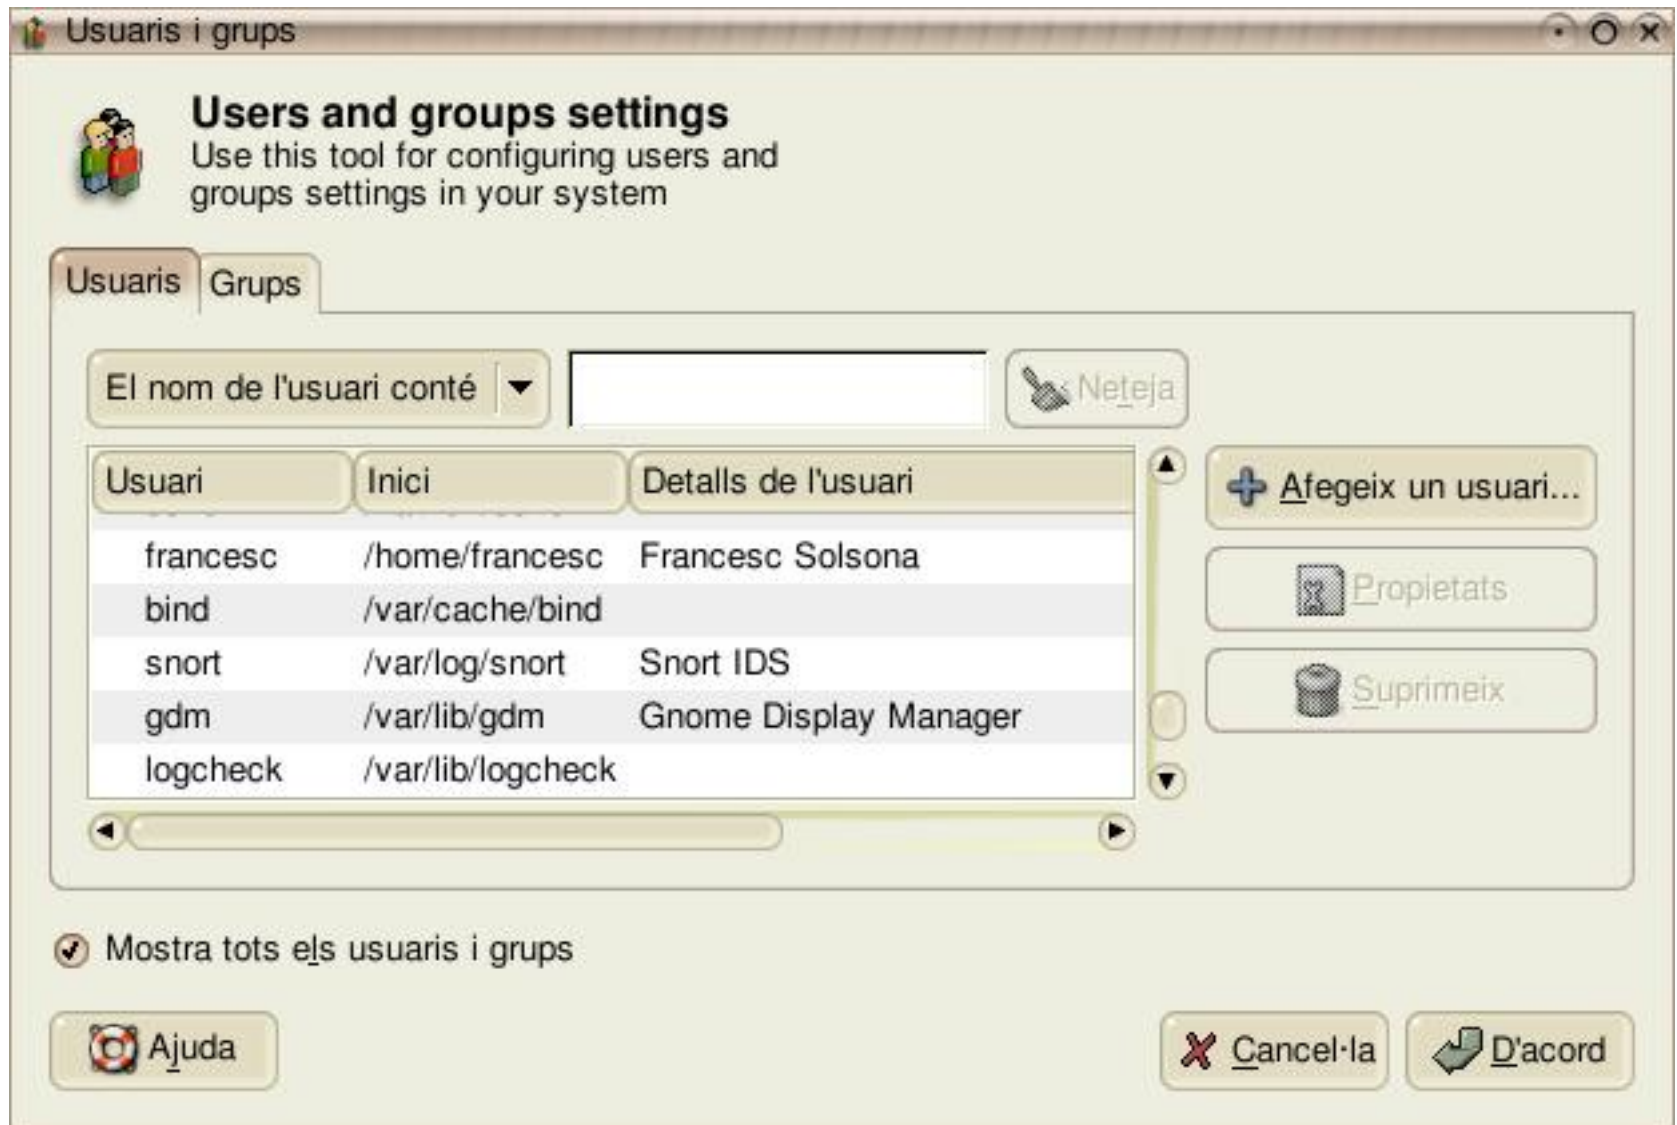 Usuaris i grups
Users and groups settings
Use this tool for configuring users and
groups settings in your system
Usuaris Grups
El nom de l'usuari conté Neteja
Usuari Inici Detalls de l'usuari
Afegeix un usuari...
francesc /home/francesc Francesc Solsona
Propietats
bind /var/cache/bind
snort /var/log/snort Snort IDS
Suprimeix
gdm /var/lib/gdm Gnome Display Manager
logcheck /var/lib/logcheck
Mostra tots els usuaris i grups
Ajuda Cancel·la D'acord